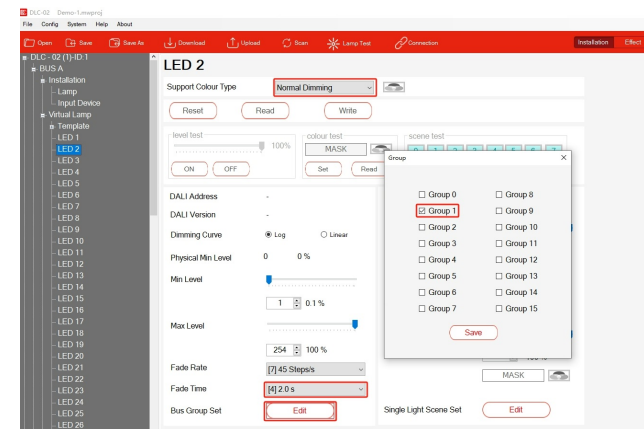 DLC-02 Demo-1.mwproj
File Config System Help About
Open Save Save As Download Upload Scan Lamp Test Connection Installation Effect
DLC - 02 (1)-ID:1
BUS A
Installation
Lamp
Input Device
Virtual Lamp
Template
LED 1
LED 2
LED 3
LED 4
LED 5
LED 6
LED 7
LED 8
LED 9
LED 10
LED 11
LED 12
LED 13
LED 14
LED 15
LED 16
LED 17
LED 18
LED 19
LED 20
LED 21
LED 22
LED 23
LED 24
LED 25
LED 26
LED 2
Support Colour Type Normal Dimming
Reset Read Write
level test
100%
ON OFF
colour test
MASK
Set Read
scene test
DALI Address -
DALI Version -
Dimming Curve Log Linear
Physical Min Level 0 0 %
Min Level
1 0.1 %
Max Level
254 100 %
Fade Rate [7] 45 Steps/s
Fade Time [4] 2.0 s
Bus Group Set Edit
Group
Group 0 Group 8
Group 1 Group 9
Group 2 Group 10
Group 3 Group 11
Group 4 Group 12
Group 5 Group 13
Group 6 Group 14
Group 7 Group 15
Save
MASK
Single Light Scene Set Edit